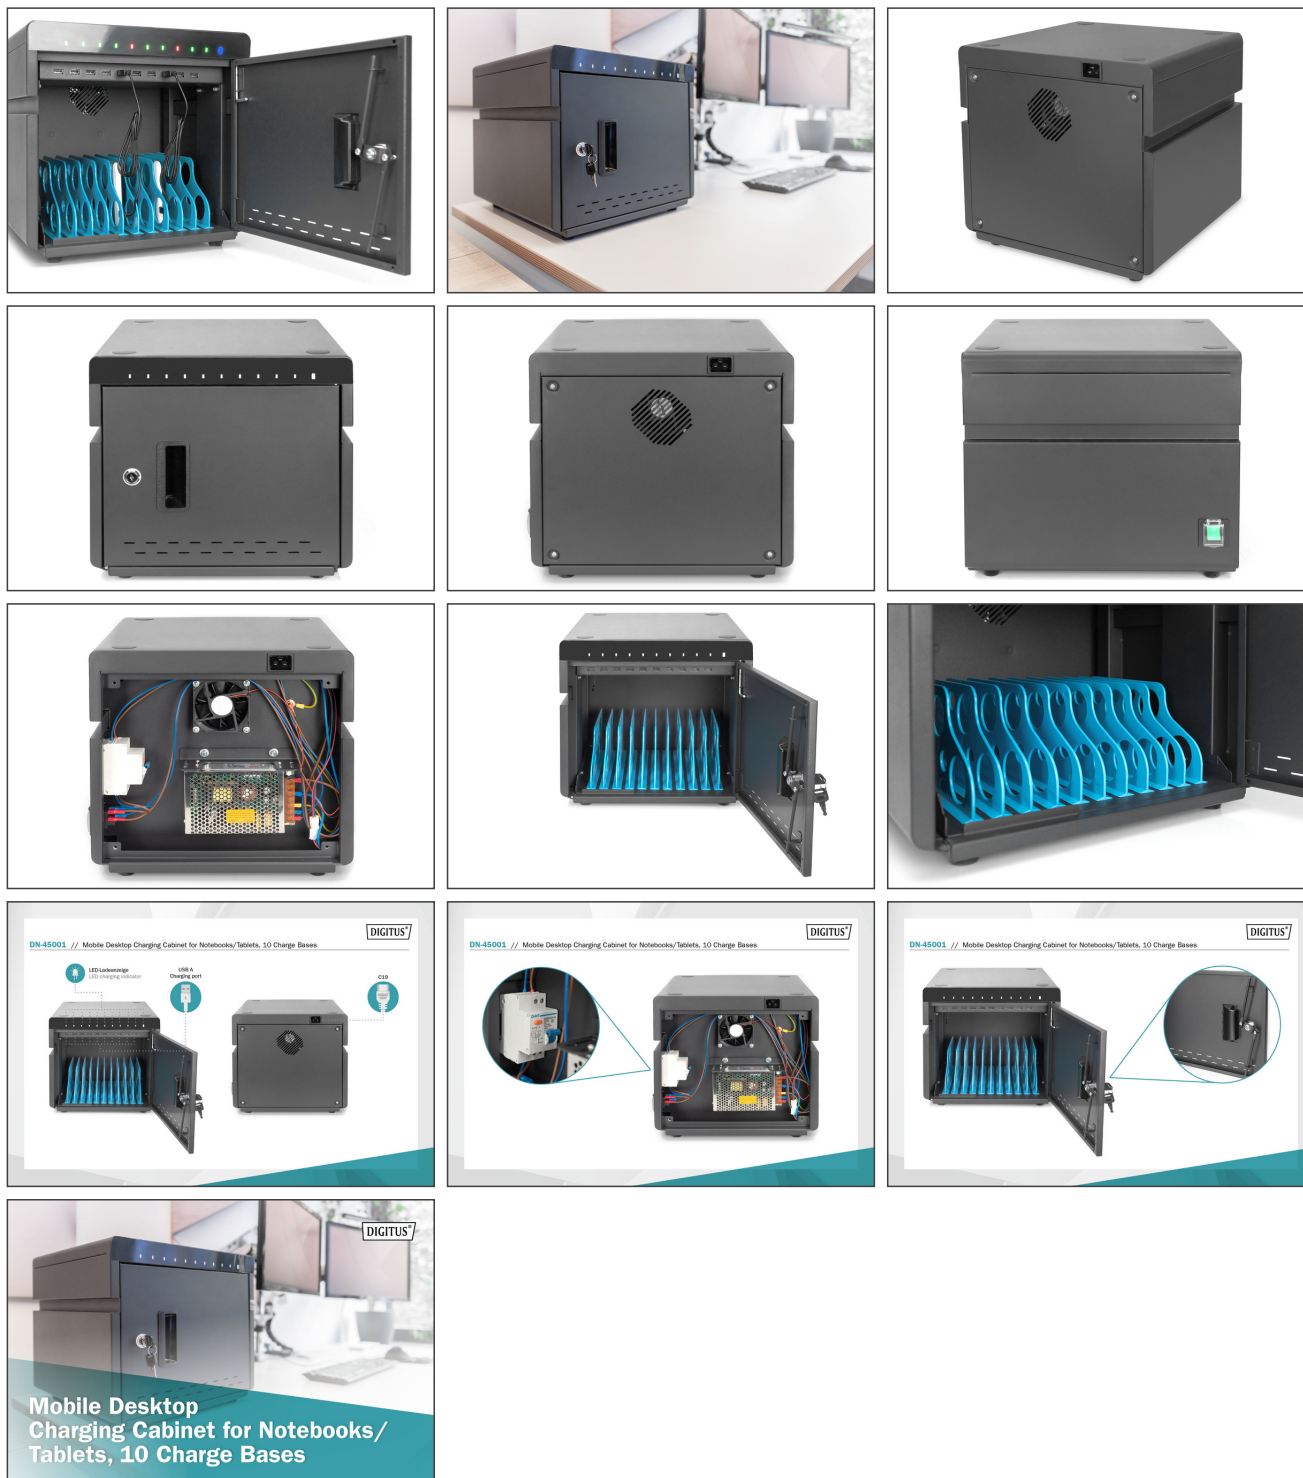 DIGITUS®
DN-45001 // Mobile Desktop Charging Cabinet for Notebooks/Tablets, 10 Charge Bases
LED-Ladeanzeige
LED charging indicator
USB A
Charging port
C19
DIGITUS®
DN-45001 // Mobile Desktop Charging Cabinet for Notebooks/Tablets, 10 Charge Bases
DIGITUS®
DN-45001 // Mobile Desktop Charging Cabinet for Notebooks/Tablets, 10 Charge Bases
DIGITUS®
Mobile Desktop
Charging Cabinet for Notebooks/
Tablets, 10 Charge Bases